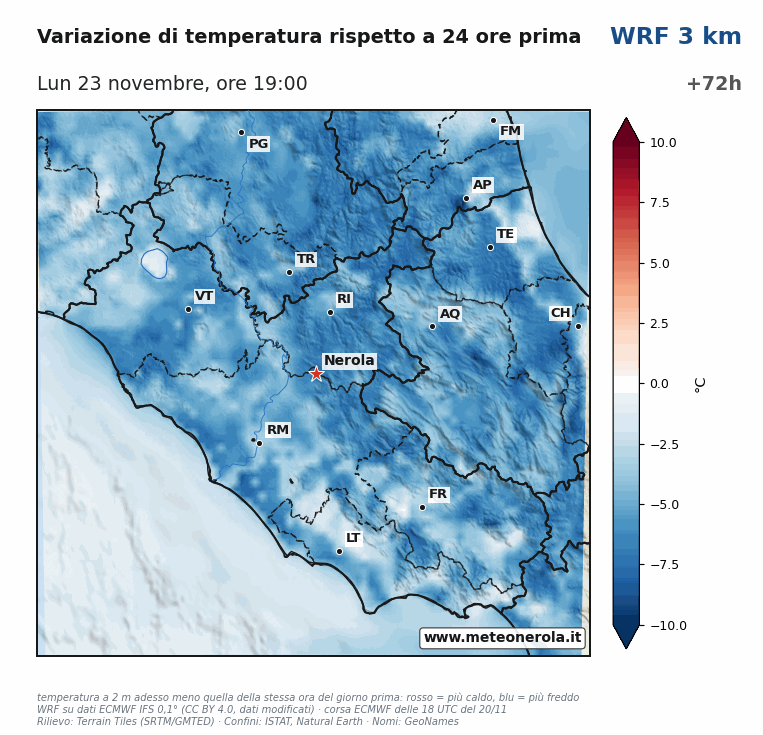 Variazione di temperatura rispetto a 24 ore prima
WRF 3 km
Lun 23 novembre, ore 19:00
+72h
FM
PG
AP
TE
TR
VT
RI
AQ
CH
Nerola
RM
FR
LT
www.meteonerola.it
10.0
7.5
5.0
2.5
0.0
−2.5
−5.0
−7.5
−10.0
°C
temperatura a 2 m adesso meno quella della stessa ora del giorno prima: rosso = più caldo, blu = più freddo
WRF su dati ECMWF IFS 0,1° (CC BY 4.0, dati modificati) · corsa ECMWF delle 18 UTC del 20/11
Rilievo: Terrain Tiles (SRTM/GMTED) · Confini: ISTAT, Natural Earth · Nomi: GeoNames